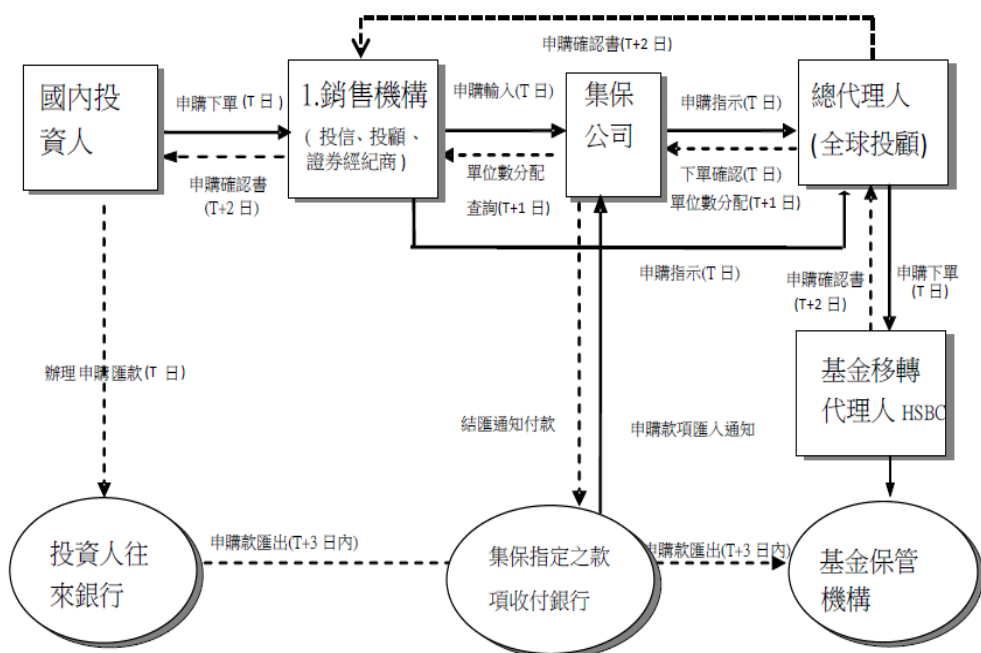 申購確認書(T+2 日)
國內投
資人
申購下單 (T 日)
申購確認書
(T+2 日)
1.銷售機構
( 投信、投顧、
證券經紀商)
申購輸入(T 日)
單位數分配
查詢(T+1 日)
集保
公司
申購指示(T 日)
下單確認(T 日)
單位數分配(T+1 日)
總代理人
(全球投顧)
申購指示(T 日)
申購確認書
(T+2 日)
申購下單
(T 日)
基金移轉
代理人 HSBC
辦理申購匯款(T 日)
結匯通知付款
申購款項匯入通知
投資人往
來銀行
申購款匯出(T+3 日內)
集保指定之款
項收付銀行
申購款匯出(T+3 日內)
基金保管
機構